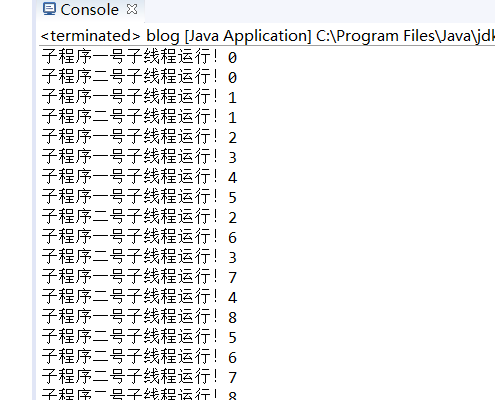 Console
<terminated> blog [Java Application] C:\Program Files\Java\jdk
子程序一号子线程运行！0
子程序二号子线程运行！0
子程序一号子线程运行！1
子程序二号子线程运行！1
子程序一号子线程运行！2
子程序一号子线程运行！3
子程序一号子线程运行！4
子程序一号子线程运行！5
子程序二号子线程运行！2
子程序一号子线程运行！6
子程序二号子线程运行！3
子程序一号子线程运行！7
子程序二号子线程运行！4
子程序一号子线程运行！8
子程序二号子线程运行！5
子程序二号子线程运行！6
子程序二号子线程运行！7
子程序二号子线程运行！8